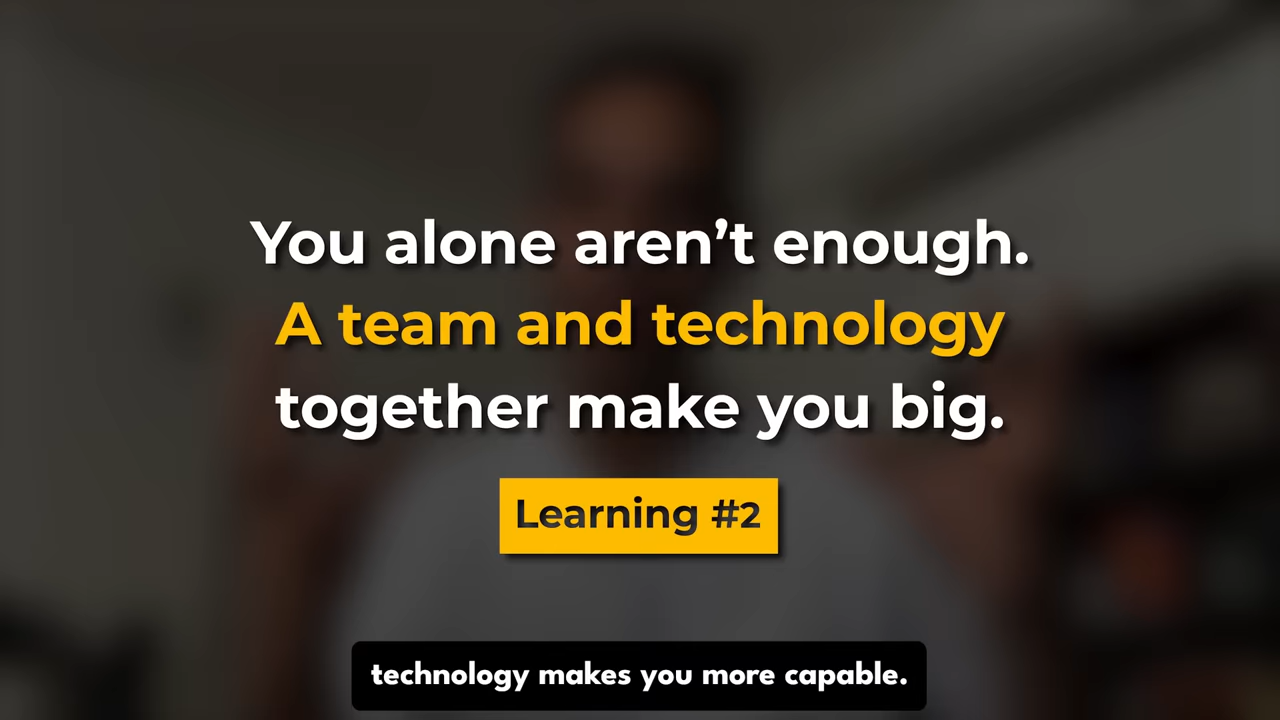 You alone aren’t enough.
A team and technology
together make you big.
Learning #2
technology makes you more capable.